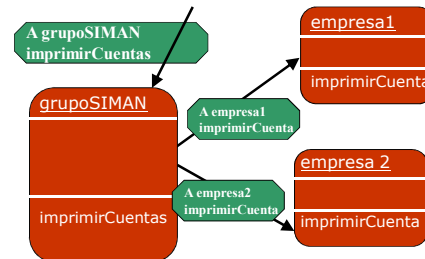 A grupoSIMAN
imprimirCuentas
empresa1
imprimirCuenta
grupoSIMAN
A empresa1
imprimirCuenta
empresa 2
A empresa2
imprimirCuenta
imprimirCuentas
imprimirCuenta